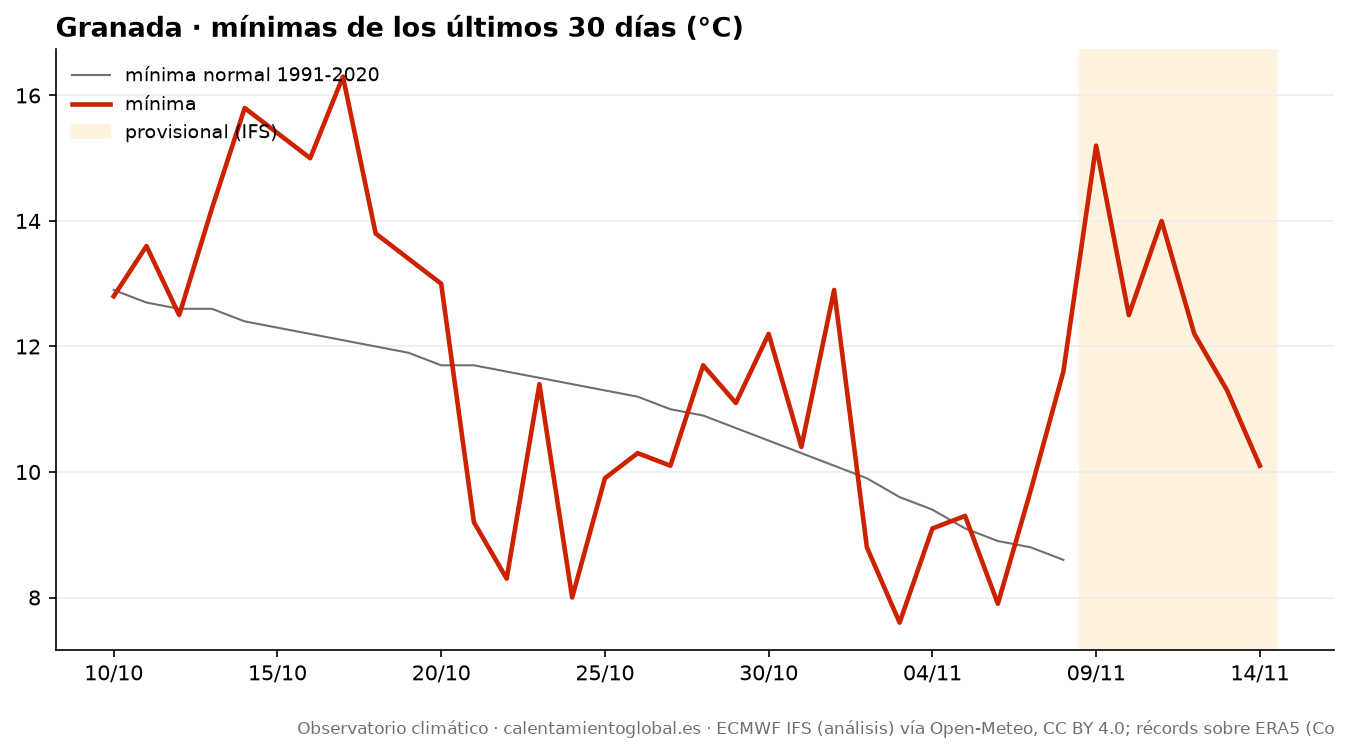 Granada · mínimas de los últimos 30 días (°C)
mínima normal 1991-2020
mínima
provisional (IFS)
16
14
12
10
8
10/10 15/10 20/10 25/10 30/10 04/11 09/11 14/11
Observatorio climático · calentamientoglobal.es · ECMWF IFS (análisis) vía Open-Meteo, CC BY 4.0; récords sobre ERA5 (Co